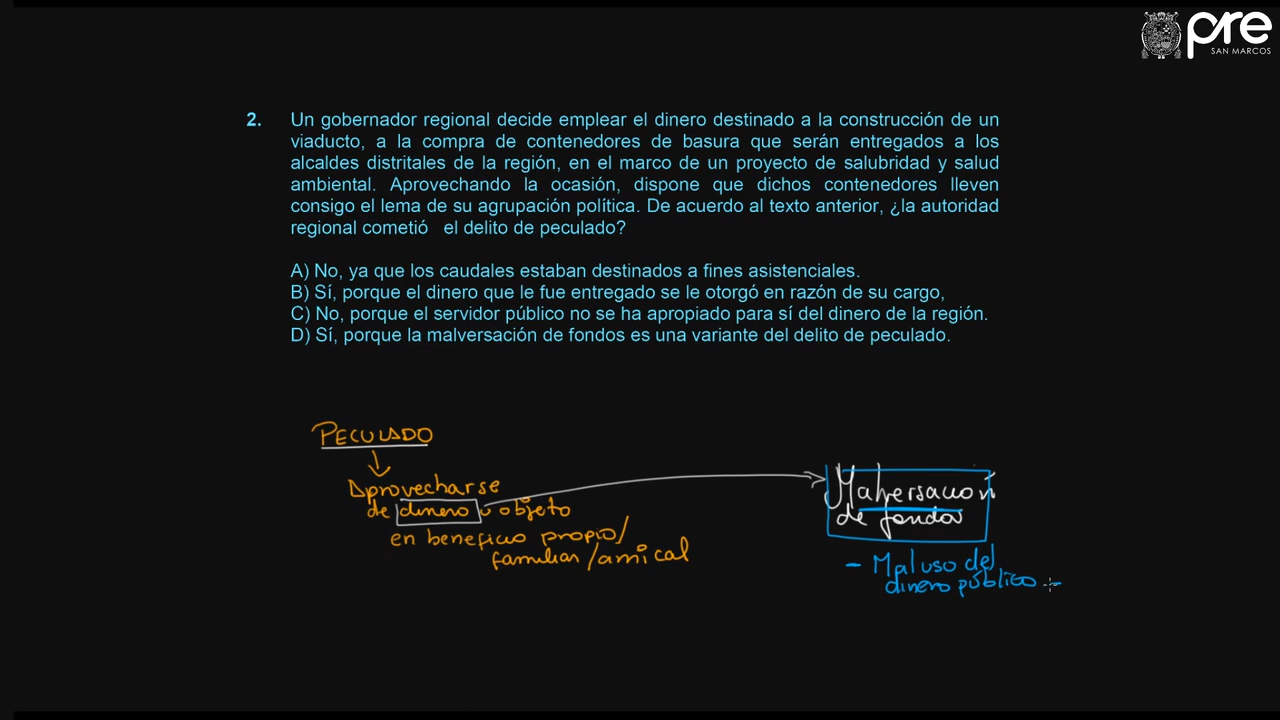 pre
SAN MARCOS
2. Un gobernador regional decide emplear el dinero destinado a la construcción de un
viaducto, a la compra de contenedores de basura que serán entregados a los
alcaldes distritales de la región, en el marco de un proyecto de salubridad y salud
ambiental. Aprovechando la ocasión, dispone que dichos contenedores lleven
consigo el lema de su agrupación política. De acuerdo al texto anterior, ¿la autoridad
regional cometió el delito de peculado?
A) No, ya que los caudales estaban destinados a fines asistenciales.
B) Sí, porque el dinero que le fue entregado se le otorgó en razón de su cargo,
C) No, porque el servidor público no se ha apropiado para sí del dinero de la región.
D) Sí, porque la malversación de fondos es una variante del delito de peculado.
PECULADO
Aprovecharse
de dinero u objeto
en beneficio propio/
familiar/amical
Malversación
de fondos
- Mal uso del
dinero público -